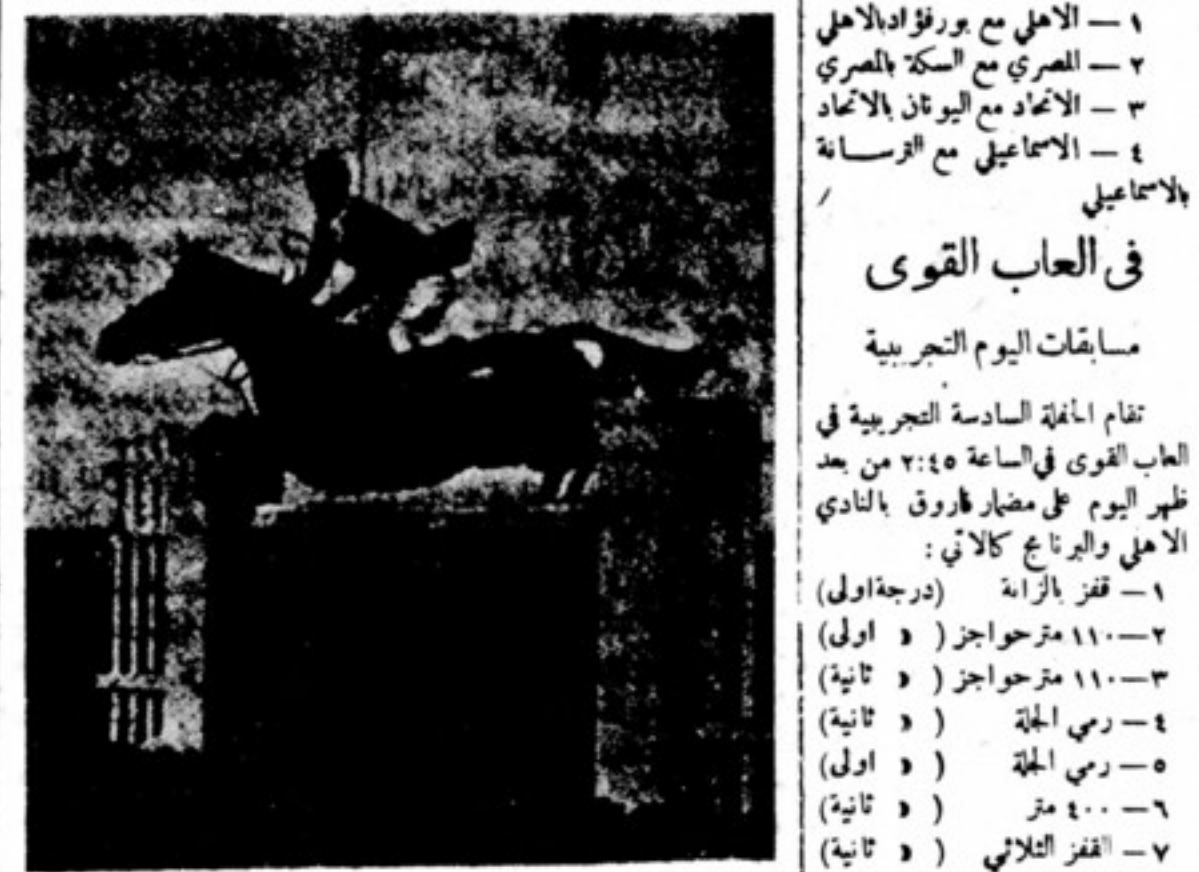 ١ — الاهلي مع بورفؤاد بالاهلي
٢ — المصري مع السكة بالمصري
٣ — الاتحاد مع اليونان بالاتحاد
٤ — الاسماعيلي مع الترسانة
بالاسماعيلي
فى العاب القوى
مسابقات اليوم التجريبية
تقام الحفلة السادسة التجريبية في
العاب القوى في الساعة ٢:٤٥ من بعد
ظهر اليوم على مضمار فاروق بالنادي
الاهلي والبرنامج كالآتي :
١ — قفز بالزانة (درجة اولى)
٢—١١٠ متر حواجز ( « اولى)
٣—١١٠ متر حواجز ( « ثانية)
٤ — رمي الجلة ( « ثانية)
٥ — رمي الجلة ( « اولى)
٦ — ٤٠٠ متر ( « ثانية)
٧ — القفز الثلاثي ( « ثانية)